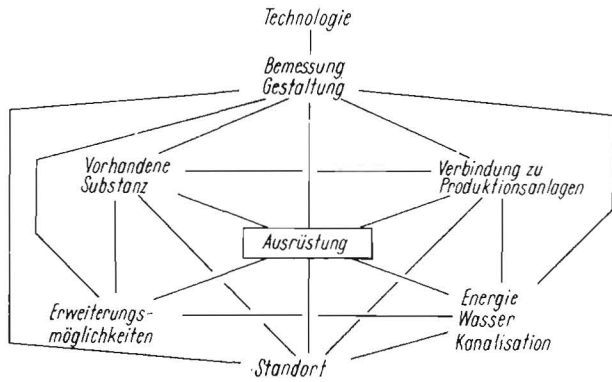 Technologie
Bemessung
Gestaltung
Vorhandene
Substanz
Verbindung zu
Produktionsanlagen
Ausrüstung
Erweiterungs-
möglichkeiten
Energie
Wasser
Kanalisation
Standort